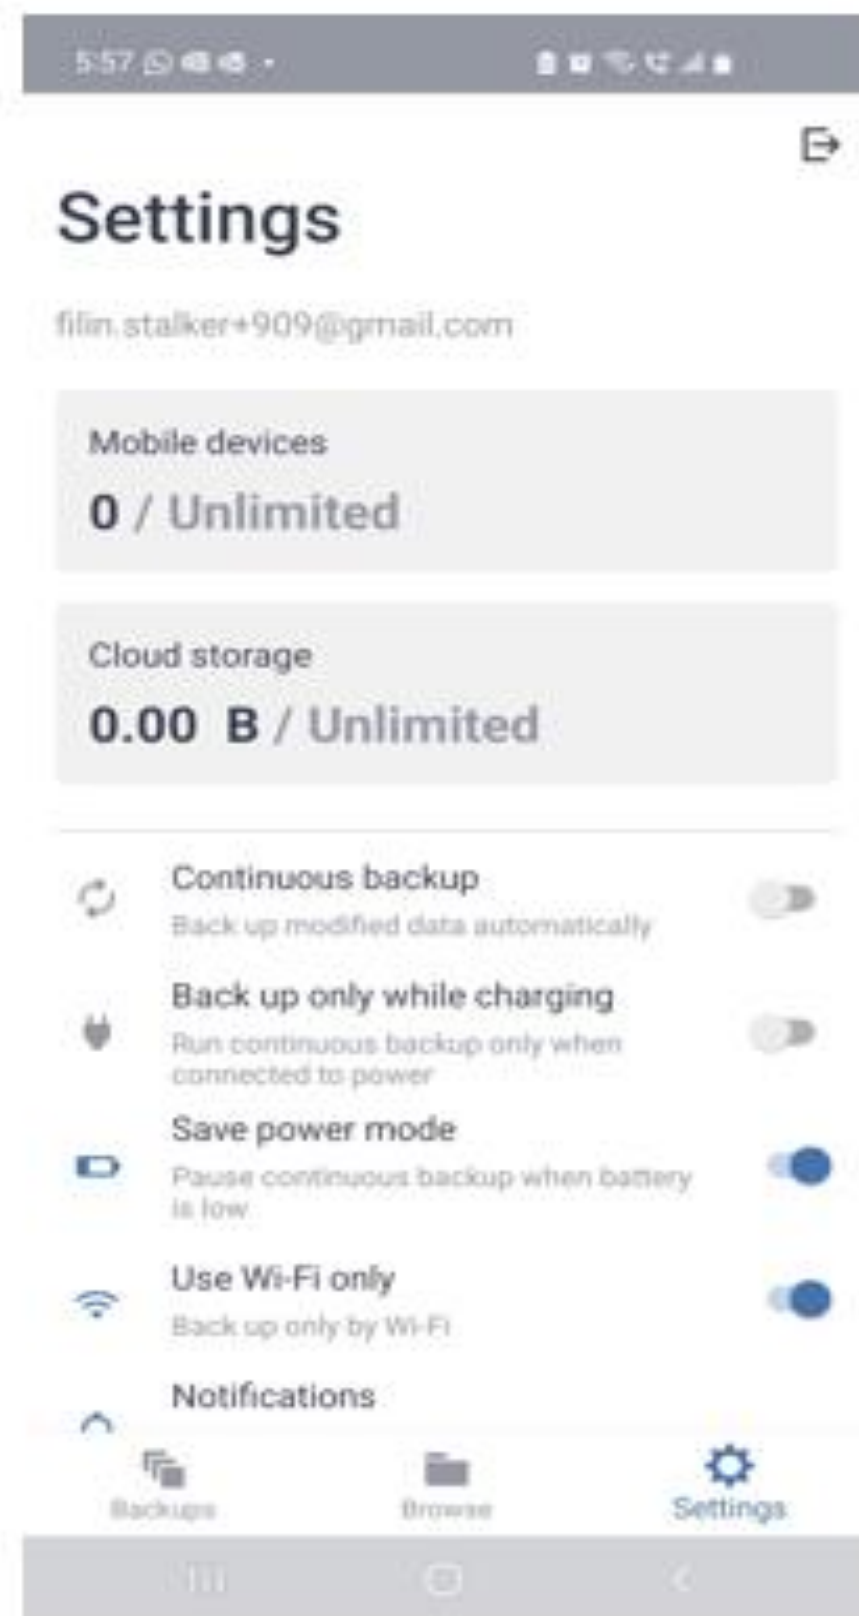 5:57
Settings
filin.stalker+909@gmail.com
Mobile devices
0 / Unlimited
Cloud storage
0.00 B / Unlimited
Continuous backup
Back up modified data automatically
Back up only while charging
Run continuous backup only when
connected to power
Save power mode
Pause continuous backup when battery
is low
Use Wi-Fi only
Back up only by Wi-Fi
Notifications
Backups
Browse
Settings